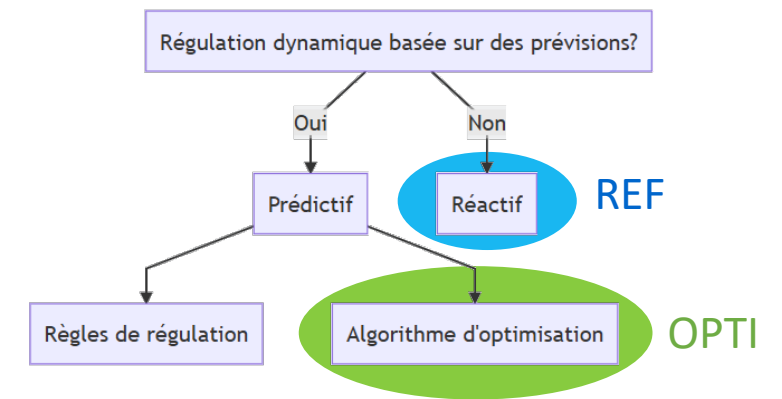 Régulation dynamique basée sur des prévisions?
Oui
Non
Prédictif
Réactif
REF
Règles de régulation
Algorithme d'optimisation
OPTI